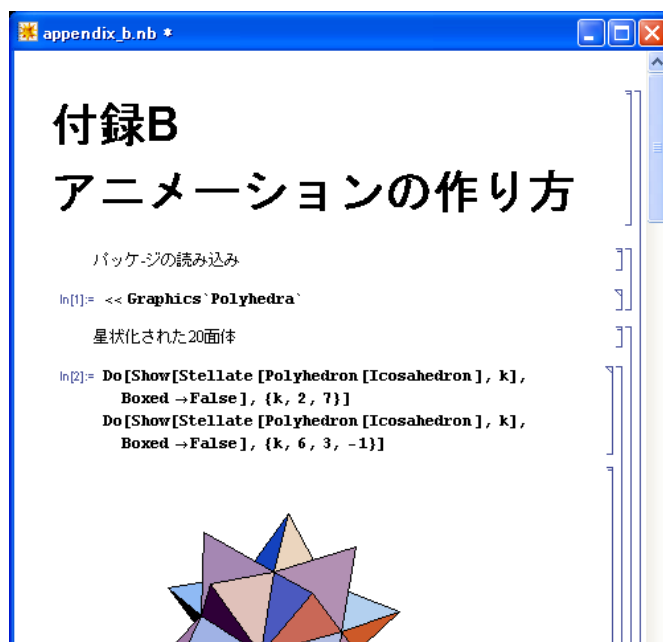 appendix_b.nb *
付録B
アニメーションの作り方
パッケージの読み込み
In[1]:= << Graphics`Polyhedra`
星状化された20面体
In[2]:= Do[Show[Stellate[Polyhedron[Icosahedron], k],
Boxed →False], {k, 2, 7}]
Do[Show[Stellate[Polyhedron[Icosahedron], k],
Boxed →False], {k, 6, 3, -1}]